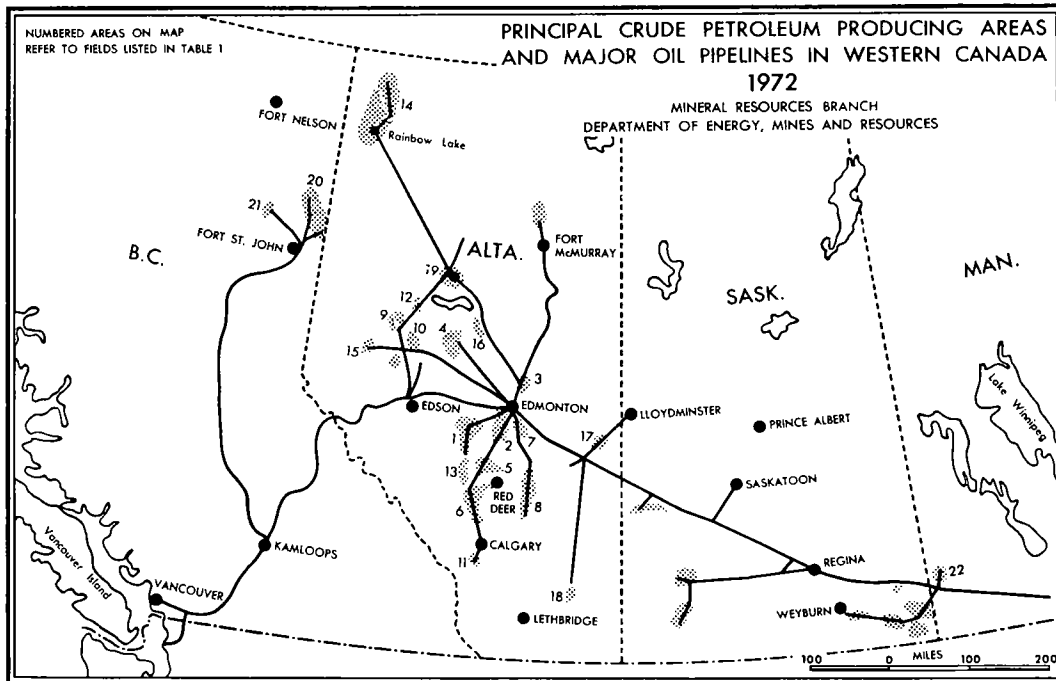 NUMBERED AREAS ON MAP
REFER TO FIELDS LISTED IN TABLE 1
PRINCIPAL CRUDE PETROLEUM PRODUCING AREAS
AND MAJOR OIL PIPELINES IN WESTERN CANADA
1972
MINERAL RESOURCES BRANCH
DEPARTMENT OF ENERGY, MINES AND RESOURCES
14
FORT NELSON
Rainbow Lake
20
21
FORT ST. JOHN
B.C.
ALTA.
FORT
McMURRAY
SASK.
MAN.
19
12
9
10
4
16
15
3
EDSON
EDMONTON
LLOYDMINSTER
PRINCE ALBERT
Lake Winnipeg
1
2
7
17
13
5
RED
DEER
SASKATOON
6
8
KAMLOOPS
CALGARY
11
Vancouver Island
VANCOUVER
18
LETHBRIDGE
REGINA
22
WEYBURN
MILES
100 0 100 200